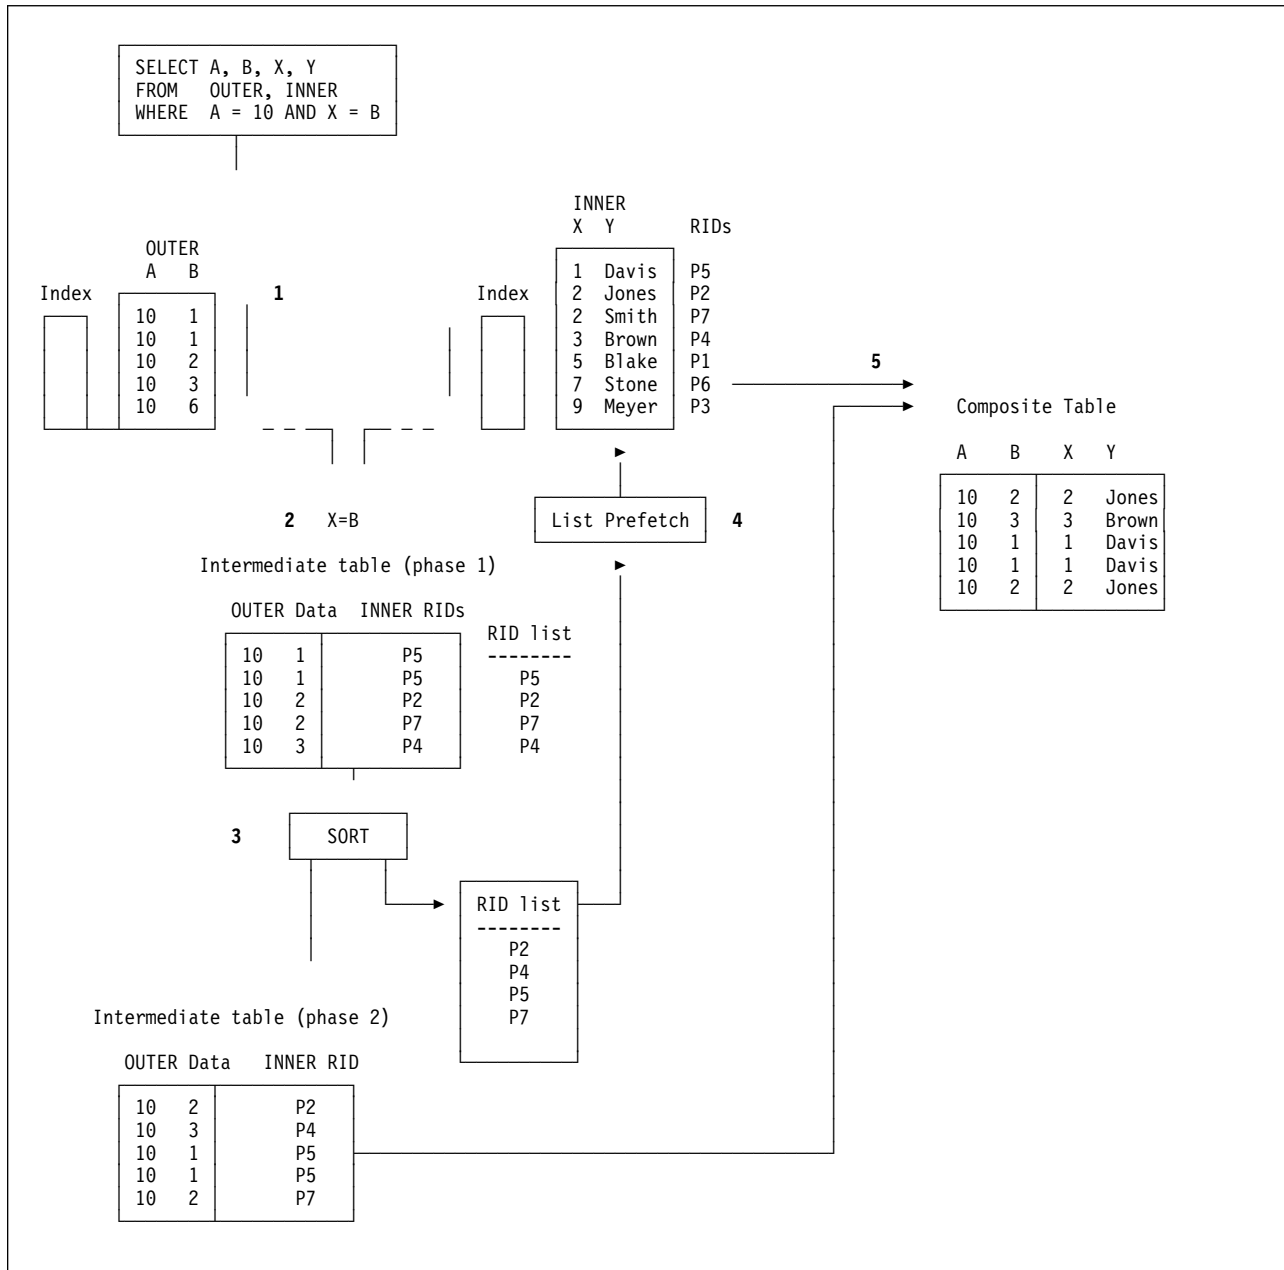 SELECT A, B, X, Y
FROM OUTER, INNER
WHERE A = 10 AND X = B
OUTER
A B
Index
10 1
10 1
10 2
10 3
10 6
1
INNER
X Y RIDs
Index
1 Davis P5
2 Jones P2
2 Smith P7
3 Brown P4
5 Blake P1
7 Stone P6
9 Meyer P3
5
Composite Table
A B X Y
10 2 2 Jones
10 3 3 Brown
10 1 1 Davis
10 1 1 Davis
10 2 2 Jones
2 X=B
List Prefetch 4
Intermediate table (phase 1)
OUTER Data INNER RIDs
10 1 P5
10 1 P5
10 2 P2
10 2 P7
10 3 P4
RID list
--------
P5
P2
P7
P4
3 SORT
RID list
--------
P2
P4
P5
P7
Intermediate table (phase 2)
OUTER Data INNER RID
10 2 P2
10 3 P4
10 1 P5
10 1 P5
10 2 P7